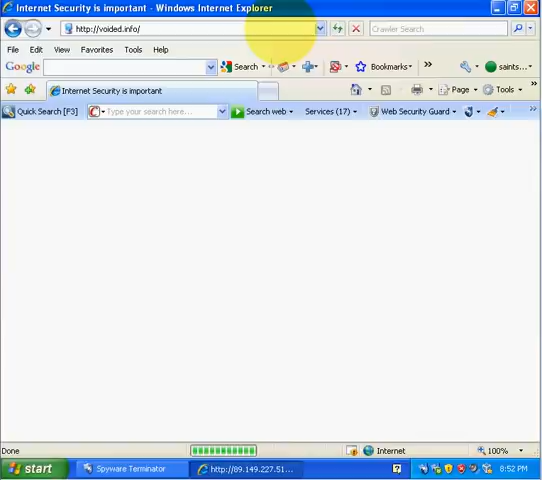 Internet Security is important - Windows Internet Explorer
http://voided.info/
Crawler Search
File Edit View Favorites Tools Help
Google Search Bookmarks saints...
Internet Security is important Page Tools
Quick Search [F3] Type your search here... Search web Services (17) Web Security Guard
Done Internet 100%
start Spyware Terminator http://89.149.227.51... ? 8:52 PM